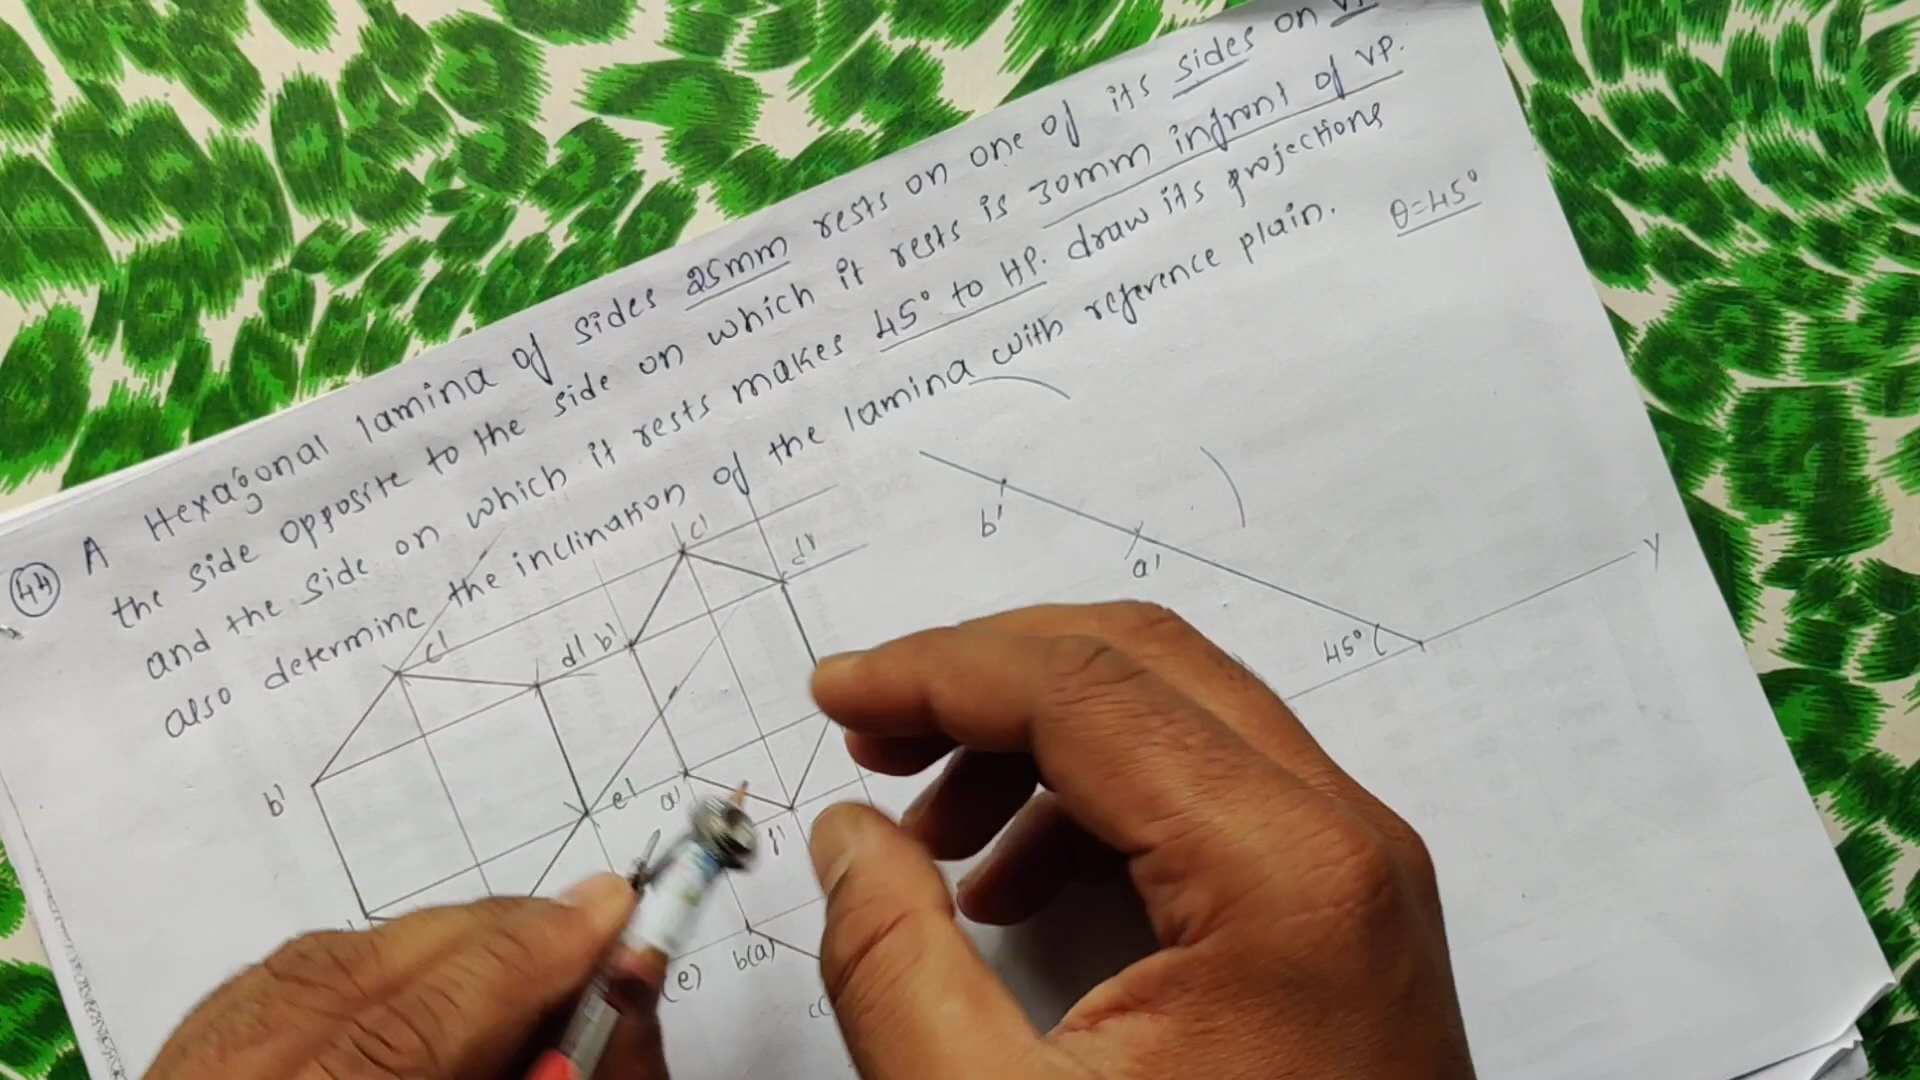 44 A Hexagonal lamina of sides 25mm rests on one of its sides on VP
the side opposite to the side on which it rests is 30mm infront of VP.
and the side on which it rests makes 45° to HP. draw its projections
also determine the inclination of the lamina with reference plain.
θ=45°
c' d'
b'
a'
Y
45°
c' d' b'
b'
e' a' f'
(e) b(a)